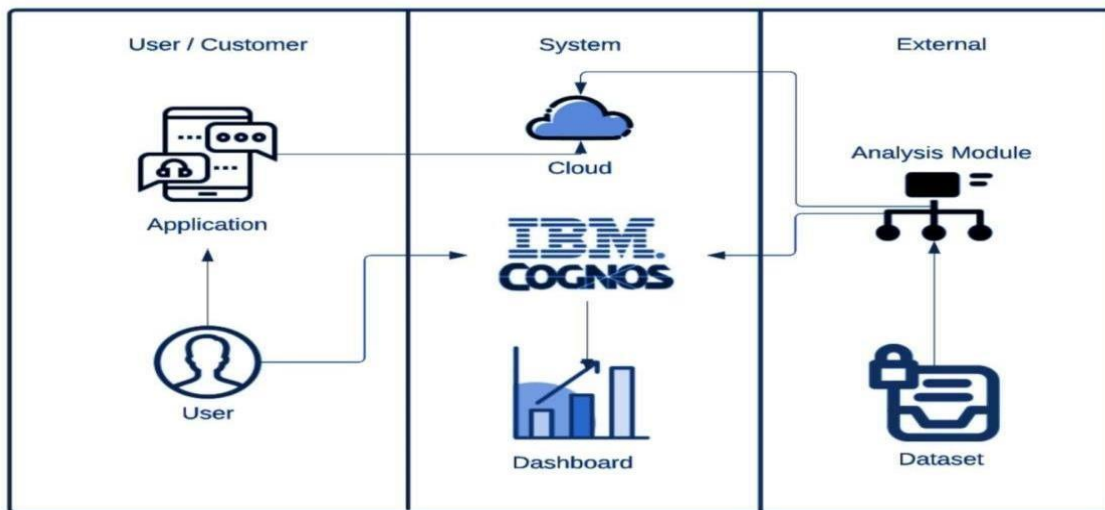 User / Customer
System
External
Cloud
Analysis Module
Application
IBM.
COGNOS
User
Dashboard
Dataset